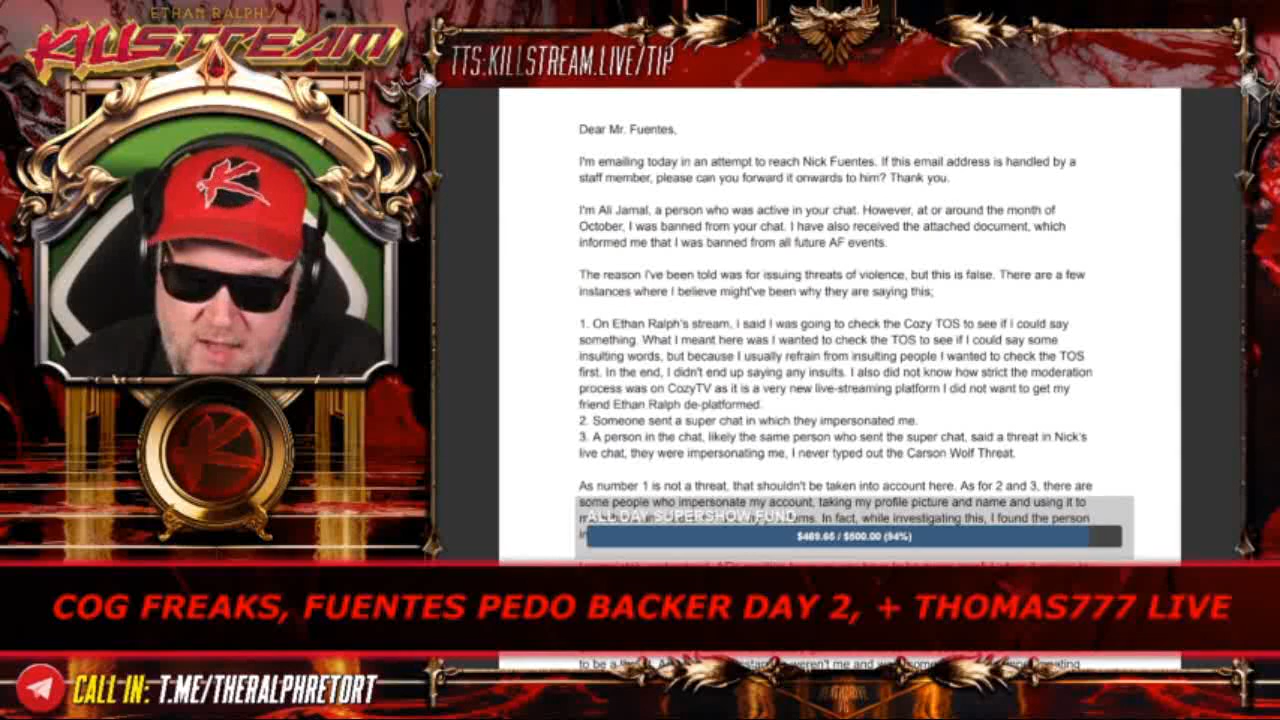 ETHAN RALPH'S
KILLSTREAM
TTS:KILLSTREAM.LIVE/TIP
Dear Mr. Fuentes,
I'm emailing today in an attempt to reach Nick Fuentes. If this email address is handled by a
staff member, please can you forward it onwards to him? Thank you.
I'm Ali Jamal, a person who was active in your chat. However, at or around the month of
October, I was banned from your chat. I have also received the attached document, which
informed me that I was banned from all future AF events.
The reason I've been told was for issuing threats of violence, but this is false. There are a few
instances where I believe might've been why they are saying this;
1. On Ethan Ralph's stream, I said I was going to check the Cozy TOS to see if I could say
something. What I meant here was I wanted to check the TOS to see if I could say some
insulting words, but because I usually refrain from insulting people I wanted to check the TOS
first. In the end, I didn't end up saying any insults. I also did not know how strict the moderation
process was on CozyTV as it is a very new live-streaming platform I did not want to get my
friend Ethan Ralph de-platformed.
2. Someone sent a super chat in which they impersonated me.
3. A person in the chat, likely the same person who sent the super chat, said a threat in Nick's
live chat, they were impersonating me, I never typed out the Carson Wolf Threat.
As number 1 is not a threat, that shouldn't be taken into account here. As for 2 and 3, there are
some people who impersonate my account, taking my profile picture and name and using it to
In fact, while investigating this, I found the person
ALL DAY SUPERSHOW FUND
$469.65 / $500.00 (94%)
COG FREAKS, FUENTES PEDO BACKER DAY 2, + THOMAS777 LIVE
to be a
weren't me and
CALL IN: T.ME/THERALPHRETORT